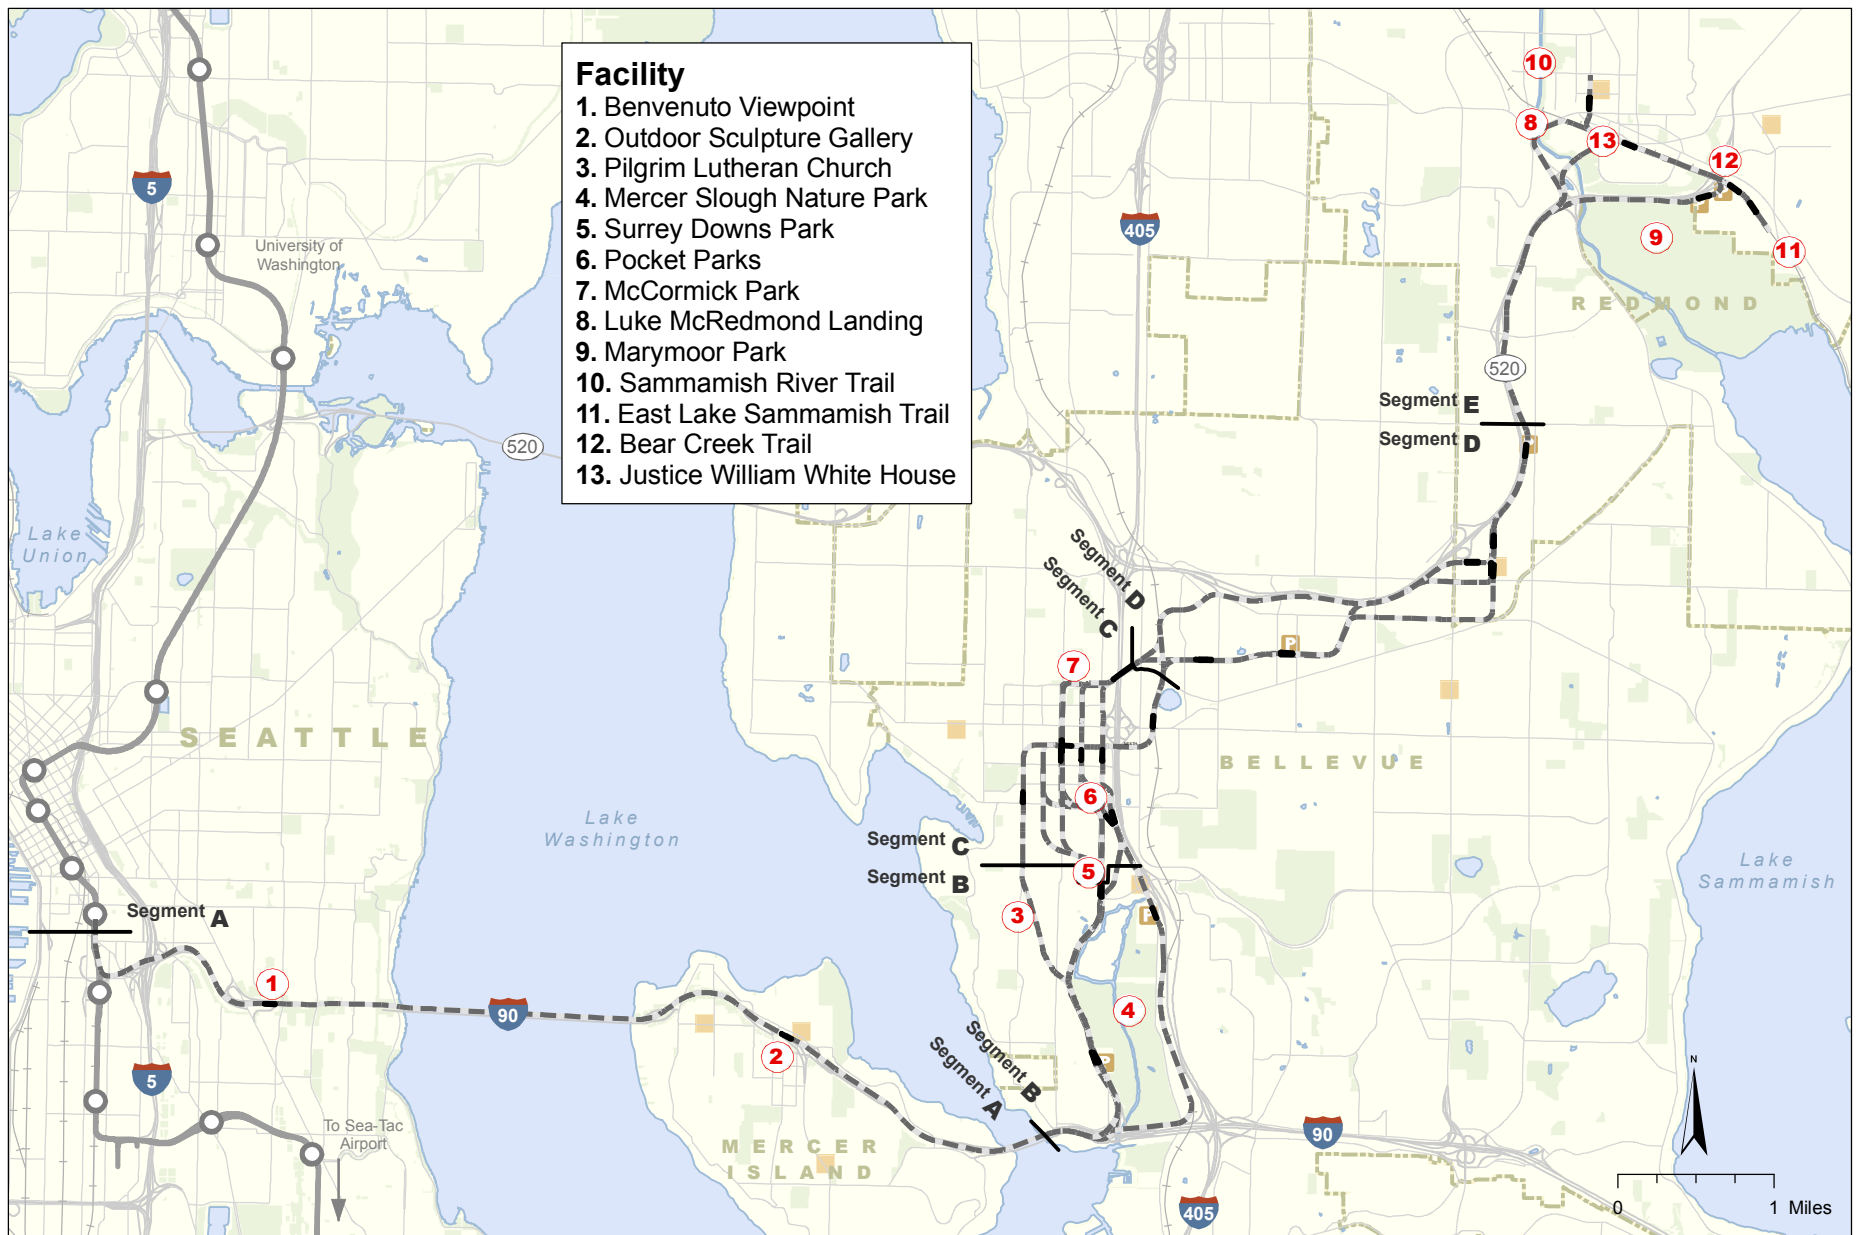 Facility
1. Benvenuto Viewpoint
2. Outdoor Sculpture Gallery
3. Pilgrim Lutheran Church
4. Mercer Slough Nature Park
5. Surrey Downs Park
6. Pocket Parks
7. McCormick Park
8. Luke McRedmond Landing
9. Marymoor Park
10. Sammamish River Trail
11. East Lake Sammamish Trail
12. Bear Creek Trail
13. Justice William White House
10
8
13
12
5
405
9
11
University of
Washington
REDMOND
520
Segment E
Segment D
520
Lake
Union
Segment D
Segment C
P
7
SEATTLE
BELLEVUE
6
Lake
Washington
Segment C
Segment B
5
Lake
Sammamish
Segment A
3
P
1
90
4
2
Segment B
Segment A
P
N
5
To Sea-Tac
Airport
MERCER
ISLAND
90
405
0 1 Miles